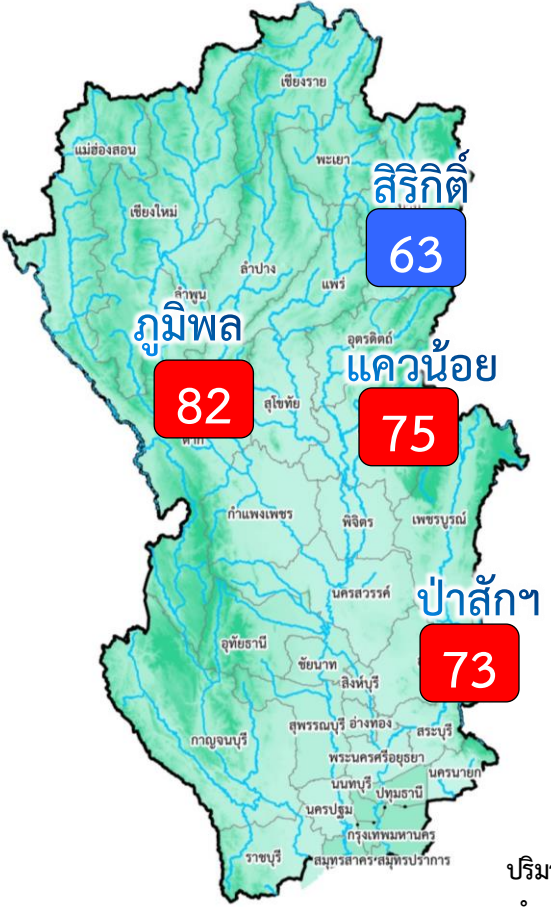 เชียงราย
แม่ฮ่องสอน
พะเยา
สิริกิติ์
เชียงใหม่
63
ลำปาง
แพร่
ลำพูน
ภูมิพล
อุตรดิตถ์
แควน้อย
82
สุโขทัย
75
ตาก
กำแพงเพชร
พิจิตร
เพชรบูรณ์
นครสวรรค์
ป่าสักฯ
อุทัยธานี
73
ชัยนาท
สิงห์บุรี
สุพรรณบุรี อ่างทอง
สระบุรี
กาญจนบุรี
พระนครศรีอยุธยา
นครนายก
นนทบุรี
ปทุมธานี
นครปฐม
กรุงเทพมหานคร
ราชบุรี
สมุทรสาคร สมุทรปราการ